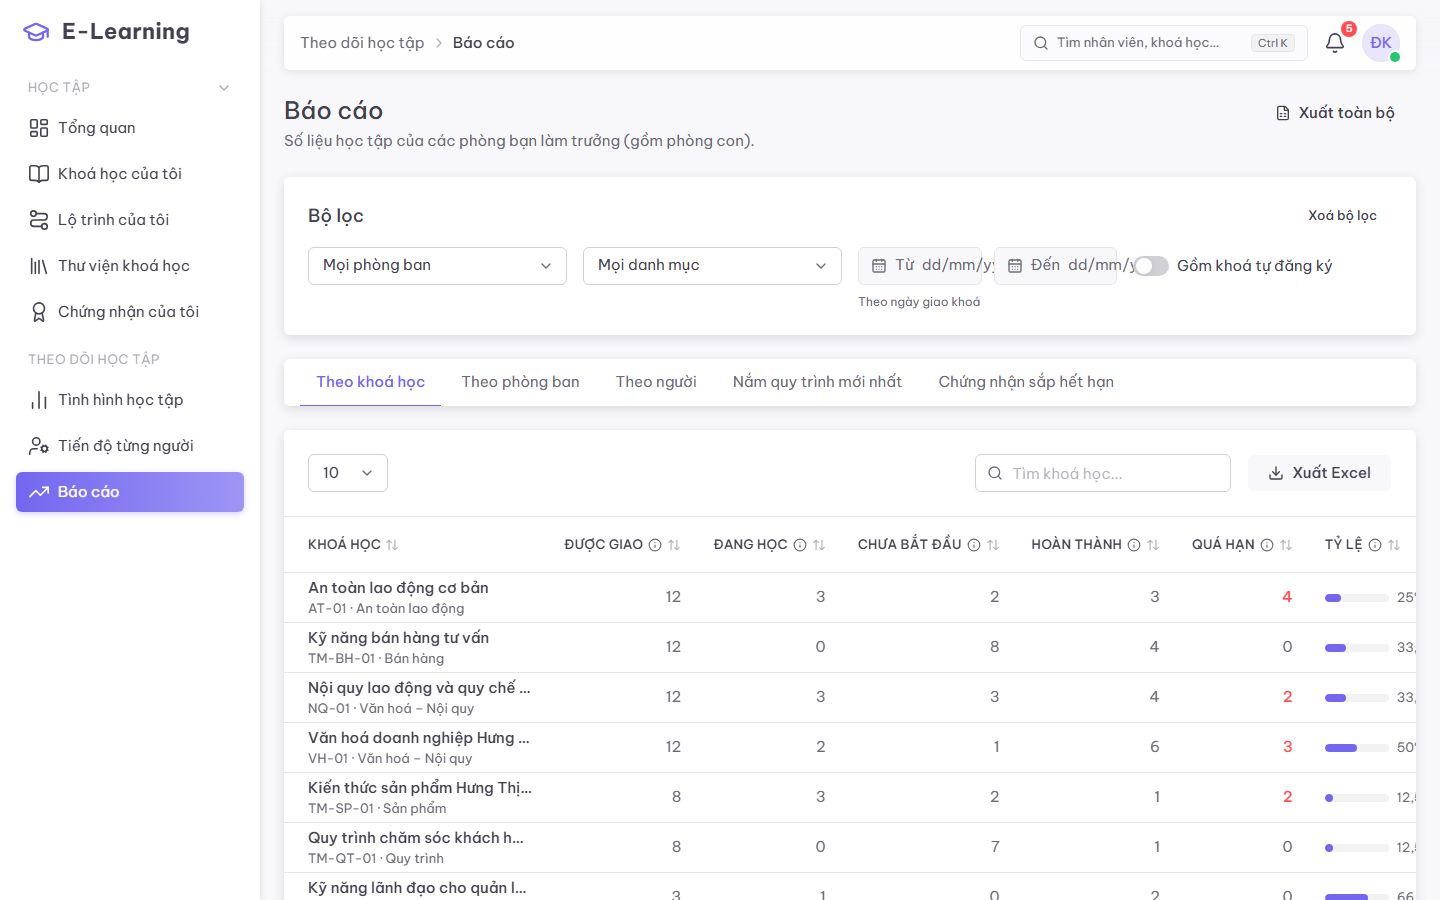 E-Learning
HỌC TẬP
Tổng quan
Khoá học của tôi
Lộ trình của tôi
Thư viện khoá học
Chứng nhận của tôi
THEO DÕI HỌC TẬP
Tình hình học tập
Tiến độ từng người
Báo cáo
Theo dõi học tập > Báo cáo
Tìm nhân viên, khoá học...
Ctrl K
5
ĐK
Báo cáo
Số liệu học tập của các phòng bạn làm trưởng (gồm phòng con).
Xuất toàn bộ
Bộ lọc
Xoá bộ lọc
Mọi phòng ban
Mọi danh mục
Từ dd/mm/yy
Đến dd/mm/y
Gồm khoá tự đăng ký
Theo ngày giao khoá
Theo khoá học
Theo phòng ban
Theo người
Nắm quy trình mới nhất
Chứng nhận sắp hết hạn
10
Tìm khoá học...
Xuất Excel
KHOÁ HỌC ĐƯỢC GIAO ĐANG HỌC CHƯA BẮT ĐẦU HOÀN THÀNH QUÁ HẠN TỶ LỆ
An toàn lao động cơ bản
AT-01 · An toàn lao động
12 3 2 3 4 25%
Kỹ năng bán hàng tư vấn
TM-BH-01 · Bán hàng
12 0 8 4 0 33,
Nội quy lao động và quy chế ...
NQ-01 · Văn hoá – Nội quy
12 3 3 4 2 33,
Văn hoá doanh nghiệp Hưng ...
VH-01 · Văn hoá – Nội quy
12 2 1 6 3 50%
Kiến thức sản phẩm Hưng Thị...
TM-SP-01 · Sản phẩm
8 3 2 1 2 12,
Quy trình chăm sóc khách h...
TM-QT-01 · Quy trình
8 0 7 1 0 12,
Kỹ năng lãnh đạo cho quản l...
3 1 0 2 0 66